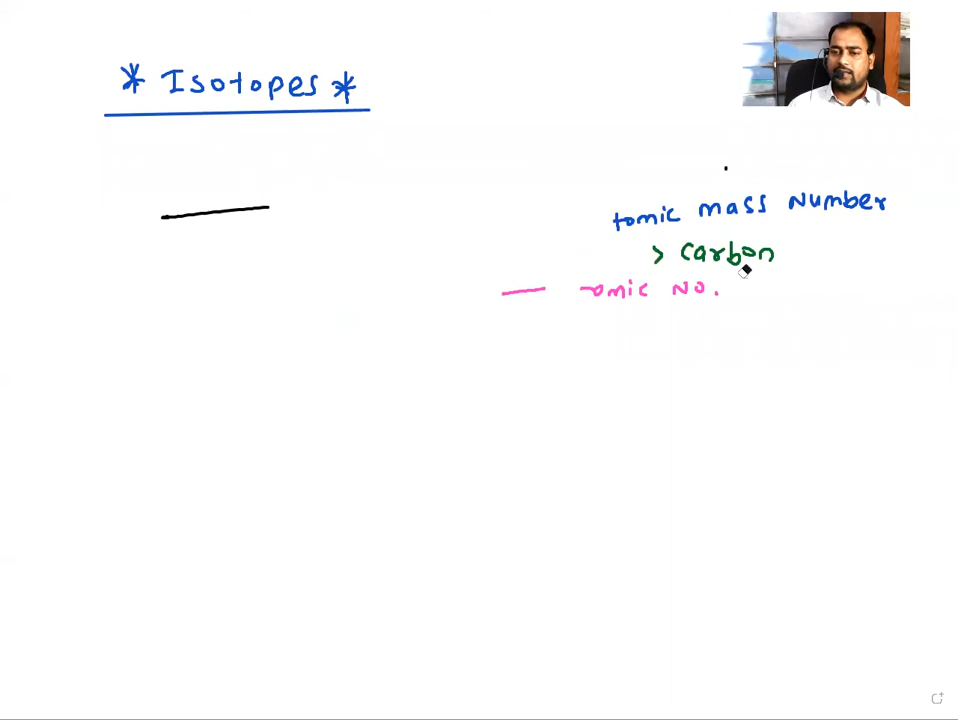 * Isotopes *
tomic mass Number
> carbon
omic No.